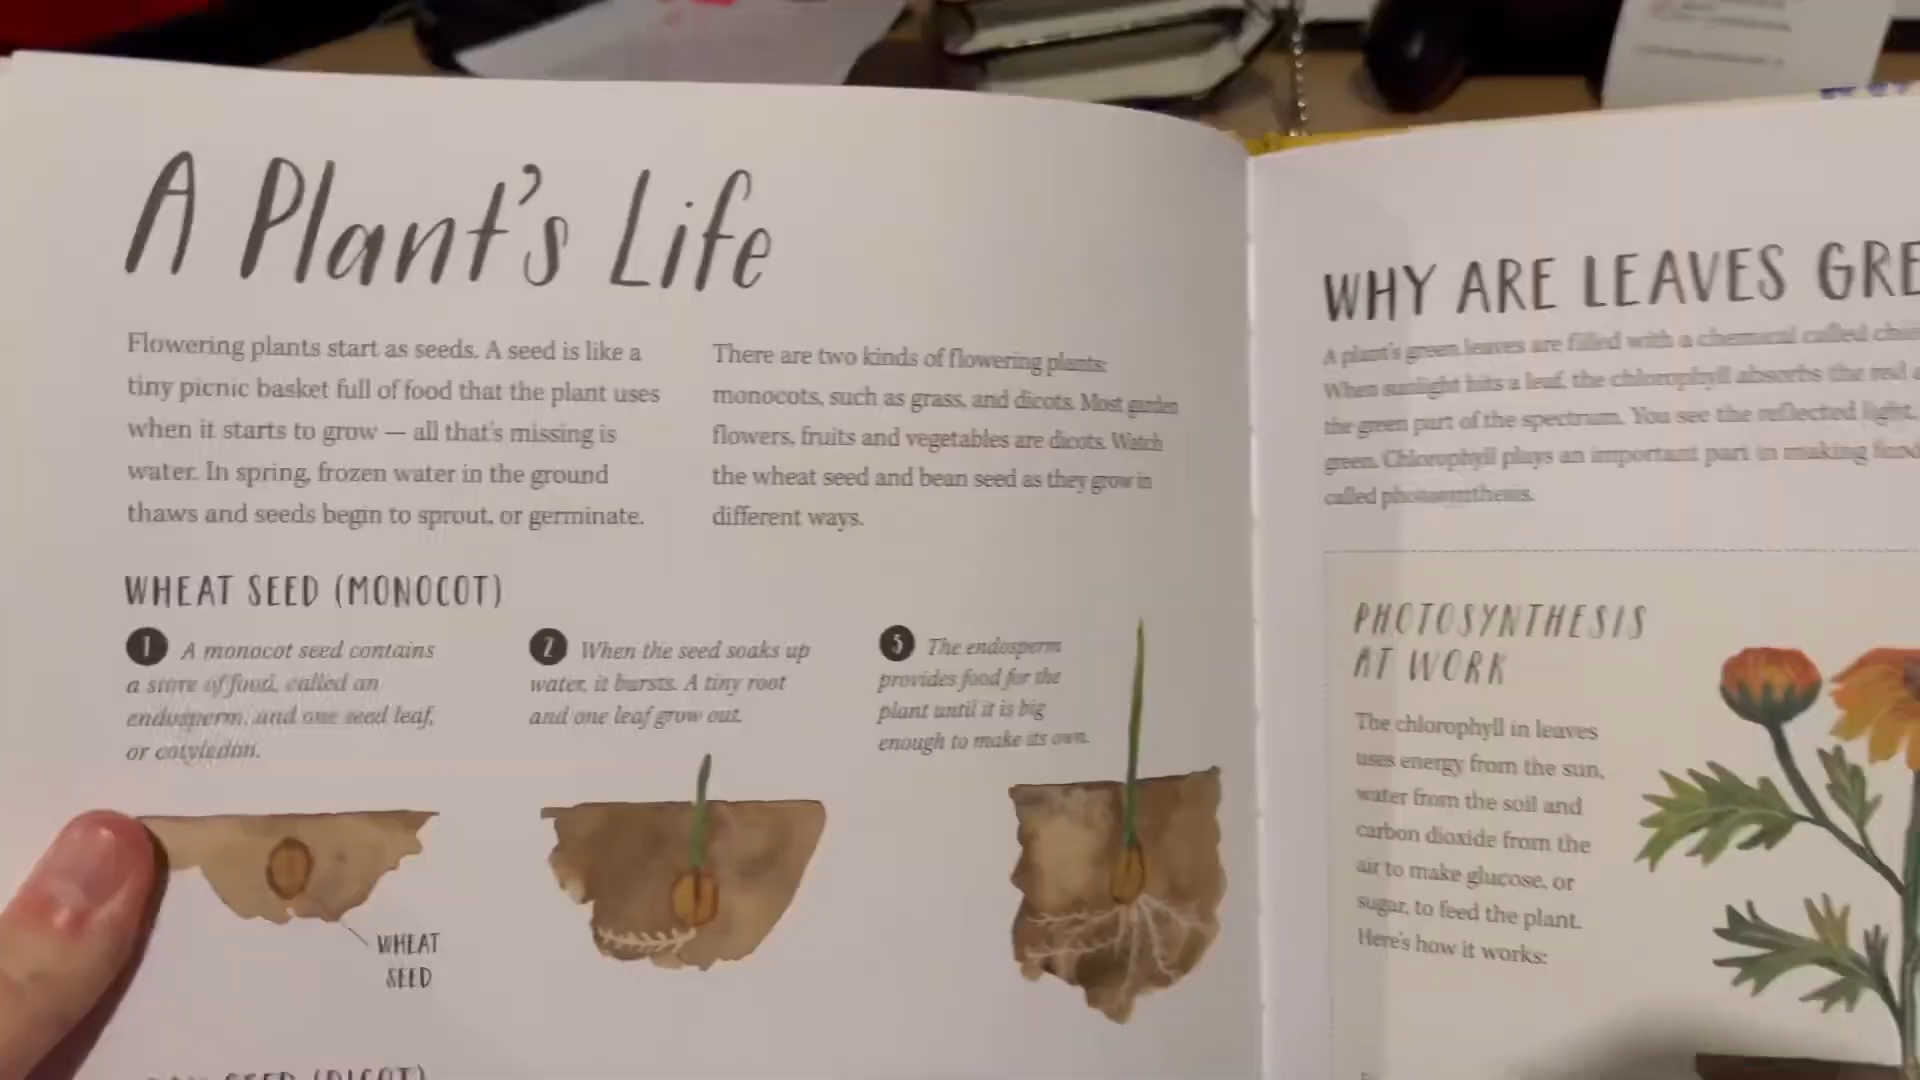 A Plant's Life
Flowering plants start as seeds. A seed is like a
tiny picnic basket full of food that the plant uses
when it starts to grow — all that's missing is
water. In spring, frozen water in the ground
thaws and seeds begin to sprout, or germinate.
There are two kinds of flowering plants:
monocots, such as grass, and dicots. Most garden
flowers, fruits and vegetables are dicots. Watch
the wheat seed and bean seed as they grow in
different ways.
WHEAT SEED (MONOCOT)
1 A monocot seed contains
a store of food, called an
endosperm, and one seed leaf,
or cotyledon.
2 When the seed soaks up
water, it bursts. A tiny root
and one leaf grow out.
3 The endosperm
provides food for the
plant until it is big
enough to make its own.
WHEAT
SEED
SEED (DICOT)
WHY ARE LEAVES
A plant's green leaves are filled with a chemical called
When sunlight hits a leaf, the chlorophyll absorbs the red
the green part of the spectrum. You see the reflected light,
green. Chlorophyll plays an important part in making food
called photosynthesis.
PHOTOSYNTHESIS
AT WORK
The chlorophyll in leaves
uses energy from the sun,
water from the soil and
carbon dioxide from the
air to make glucose, or
sugar, to feed the plant.
Here's how it works: